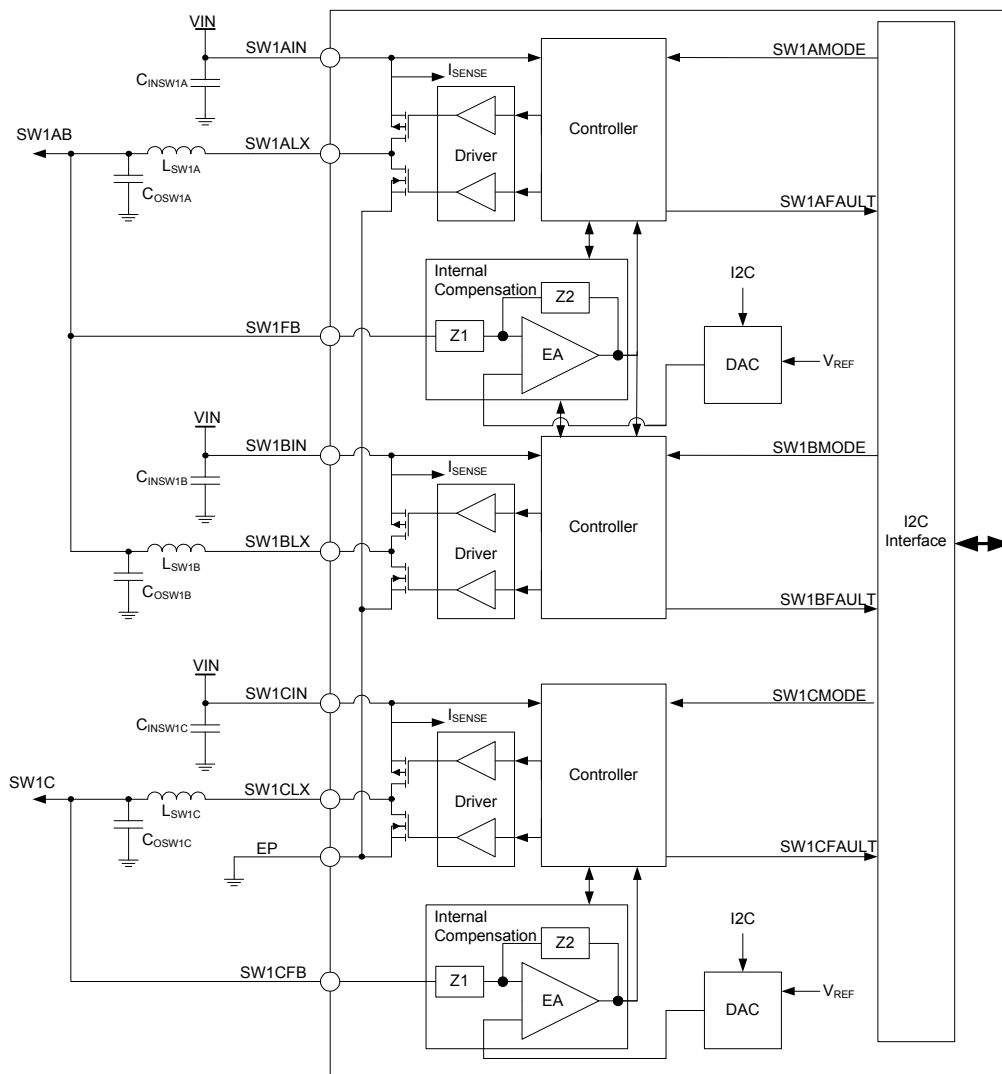 VIN
SW1AIN
SW1AMODE
ISENSE
CINSW1A
Controller
SW1AB
SW1ALX
LSW1A
Driver
COSW1A
SW1AFAULT
Internal
Compensation
Z2
I2C
SW1FB
Z1
EA
DAC
VREF
VIN
SW1BIN
SW1BMODE
ISENSE
CINSW1B
Controller
I2C
Interface
SW1BLX
LSW1B
Driver
COSW1B
SW1BFAULT
VIN
SW1CIN
SW1CMODE
ISENSE
CINSW1C
Controller
SW1C
SW1CLX
LSW1C
Driver
COSW1C
EP
SW1CFAULT
Internal
Compensation
Z2
I2C
SW1CFB
Z1
EA
DAC
VREF